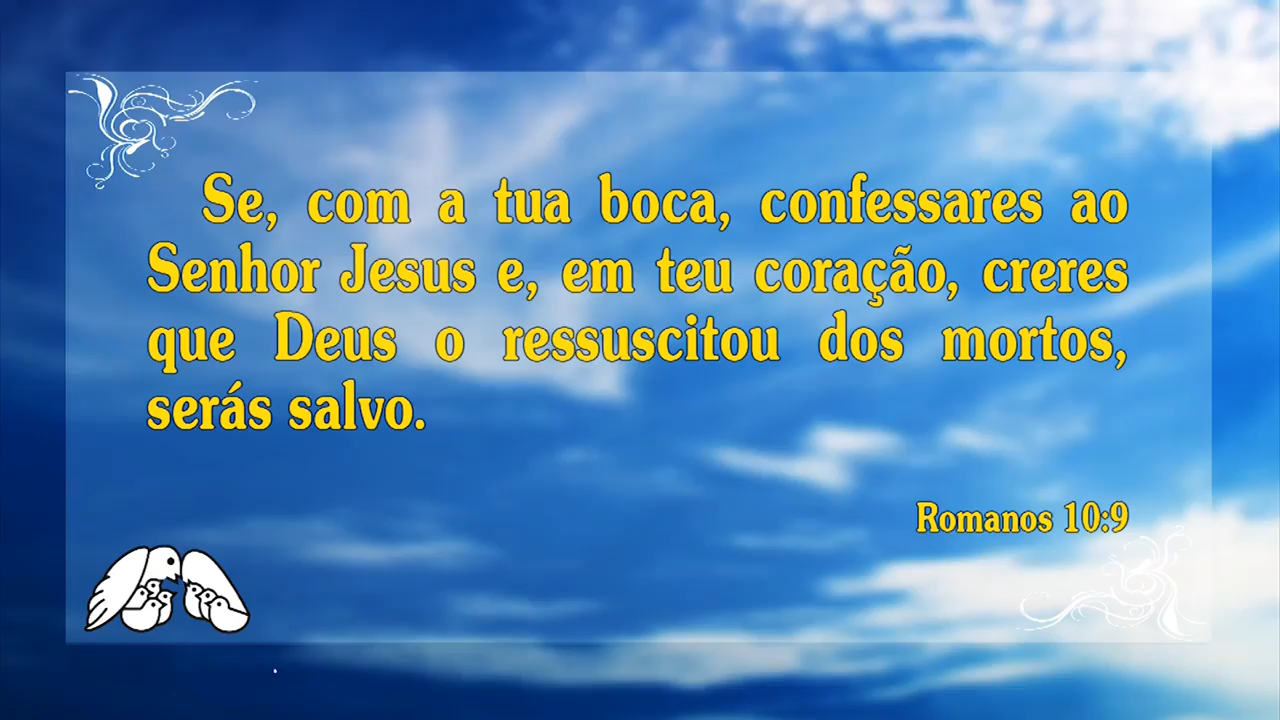 Se, com a tua boca, confessares ao
Senhor Jesus e, em teu coração, creres
que Deus o ressuscitou dos mortos,
serás salvo.
Romanos 10:9